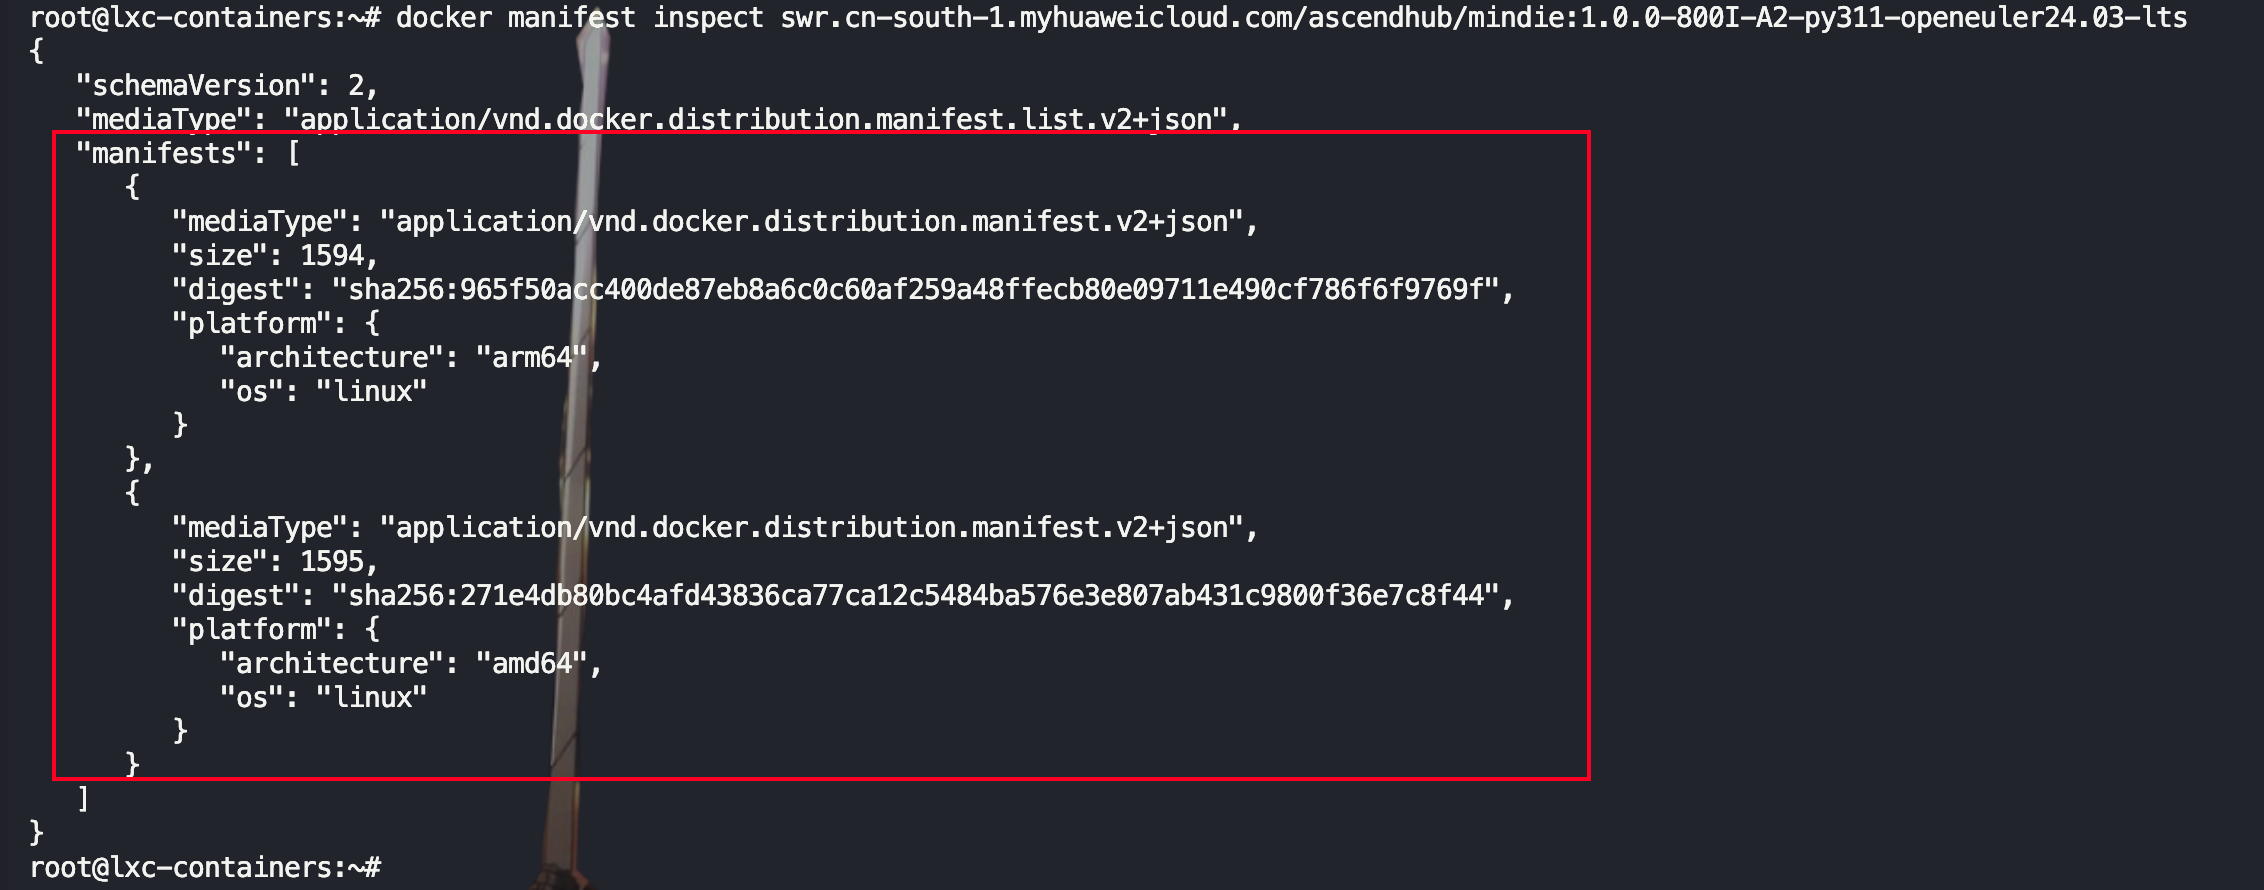 root@lxc-containers:~# docker manifest inspect swr.cn-south-1.myhuaweicloud.com/ascendhub/mindie:1.0.0-800I-A2-py311-openeuler24.03-lts
{
   "schemaVersion": 2,
   "mediaType": "application/vnd.docker.distribution.manifest.list.v2+json",
   "manifests": [
      {
         "mediaType": "application/vnd.docker.distribution.manifest.v2+json",
         "size": 1594,
         "digest": "sha256:965f50acc400de87eb8a6c0c60af259a48ffecb80e09711e490cf786f6f9769f",
         "platform": {
            "architecture": "arm64",
            "os": "linux"
         }
      },
      {
         "mediaType": "application/vnd.docker.distribution.manifest.v2+json",
         "size": 1595,
         "digest": "sha256:271e4db80bc4afd43836ca77ca12c5484ba576e3e807ab431c9800f36e7c8f44",
         "platform": {
            "architecture": "amd64",
            "os": "linux"
         }
      }
   ]
}
root@lxc-containers:~#